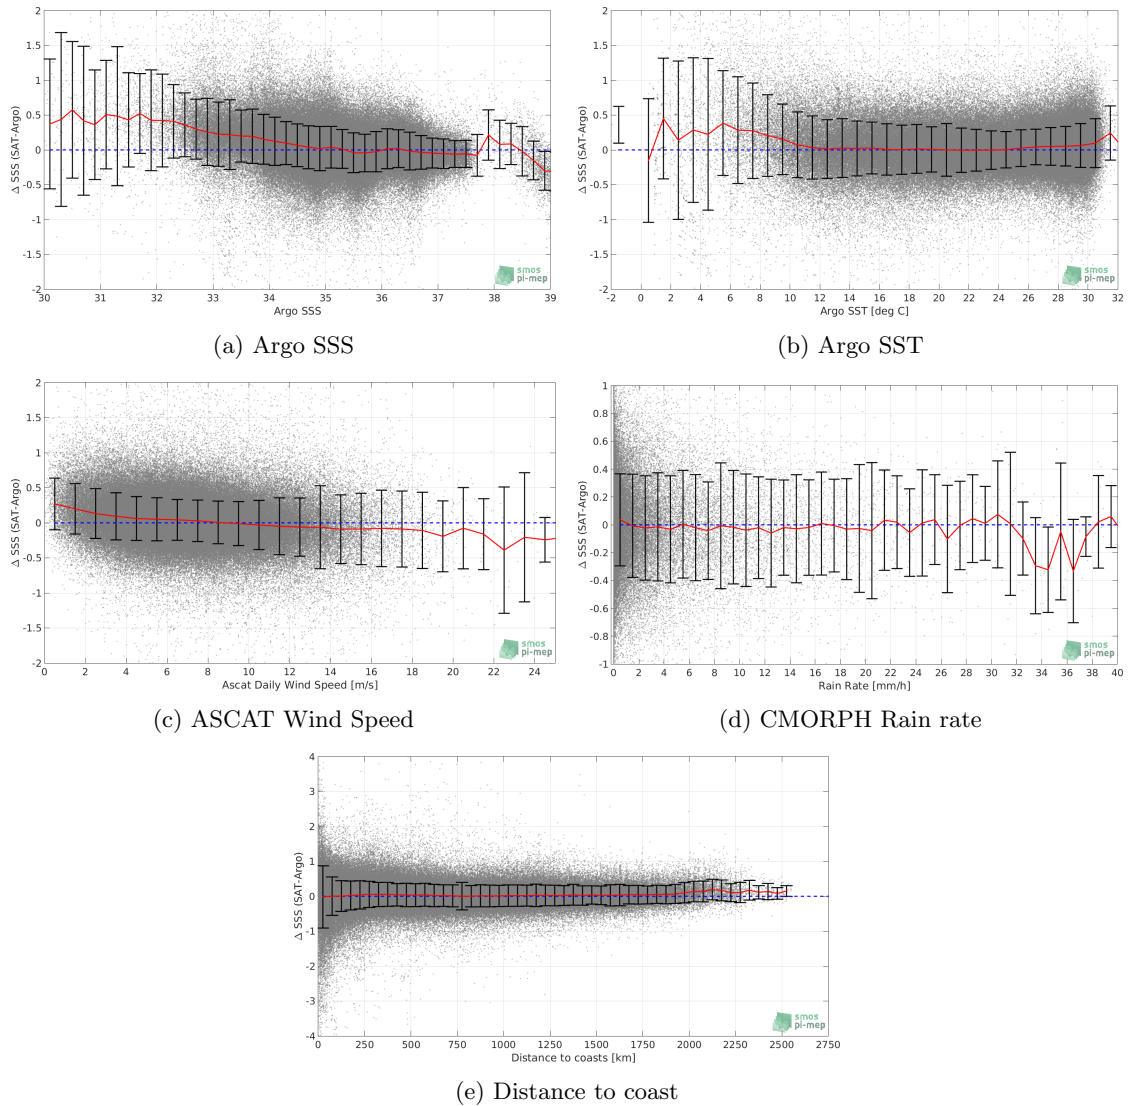 2
1.5
1
0.5
0
-0.5
-1
-1.5
-2
Δ SSS (SAT-Argo)
30 31 32 33 34 35 36 37 38 39
Argo SSS
smos
pi-mep
(a) Argo SSS
2
1.5
1
0.5
0
-0.5
-1
-1.5
-2
Δ SSS (SAT-Argo)
-2 0 2 4 6 8 10 12 14 16 18 20 22 24 26 28 30 32
Argo SST [deg C]
smos
pi-mep
(b) Argo SST
2
1.5
1
0.5
0
-0.5
-1
-1.5
-2
Δ SSS (SAT-Argo)
0 2 4 6 8 10 12 14 16 18 20 22 24
Ascat Daily Wind Speed [m/s]
smos
pi-mep
(c) ASCAT Wind Speed
1
0.8
0.6
0.4
0.2
0
-0.2
-0.4
-0.6
-0.8
-1
Δ SSS (SAT-Argo)
0 2 4 6 8 10 12 14 16 18 20 22 24 26 28 30 32 34 36 38 40
Rain Rate [mm/h]
smos
pi-mep
(d) CMORPH Rain rate
4
3
2
1
0
-1
-2
-3
-4
Δ SSS (SAT-Argo)
0 250 500 750 1000 1250 1500 1750 2000 2250 2500 2750
Distance to coasts [km]
smos
pi-mep
(e) Distance to coast